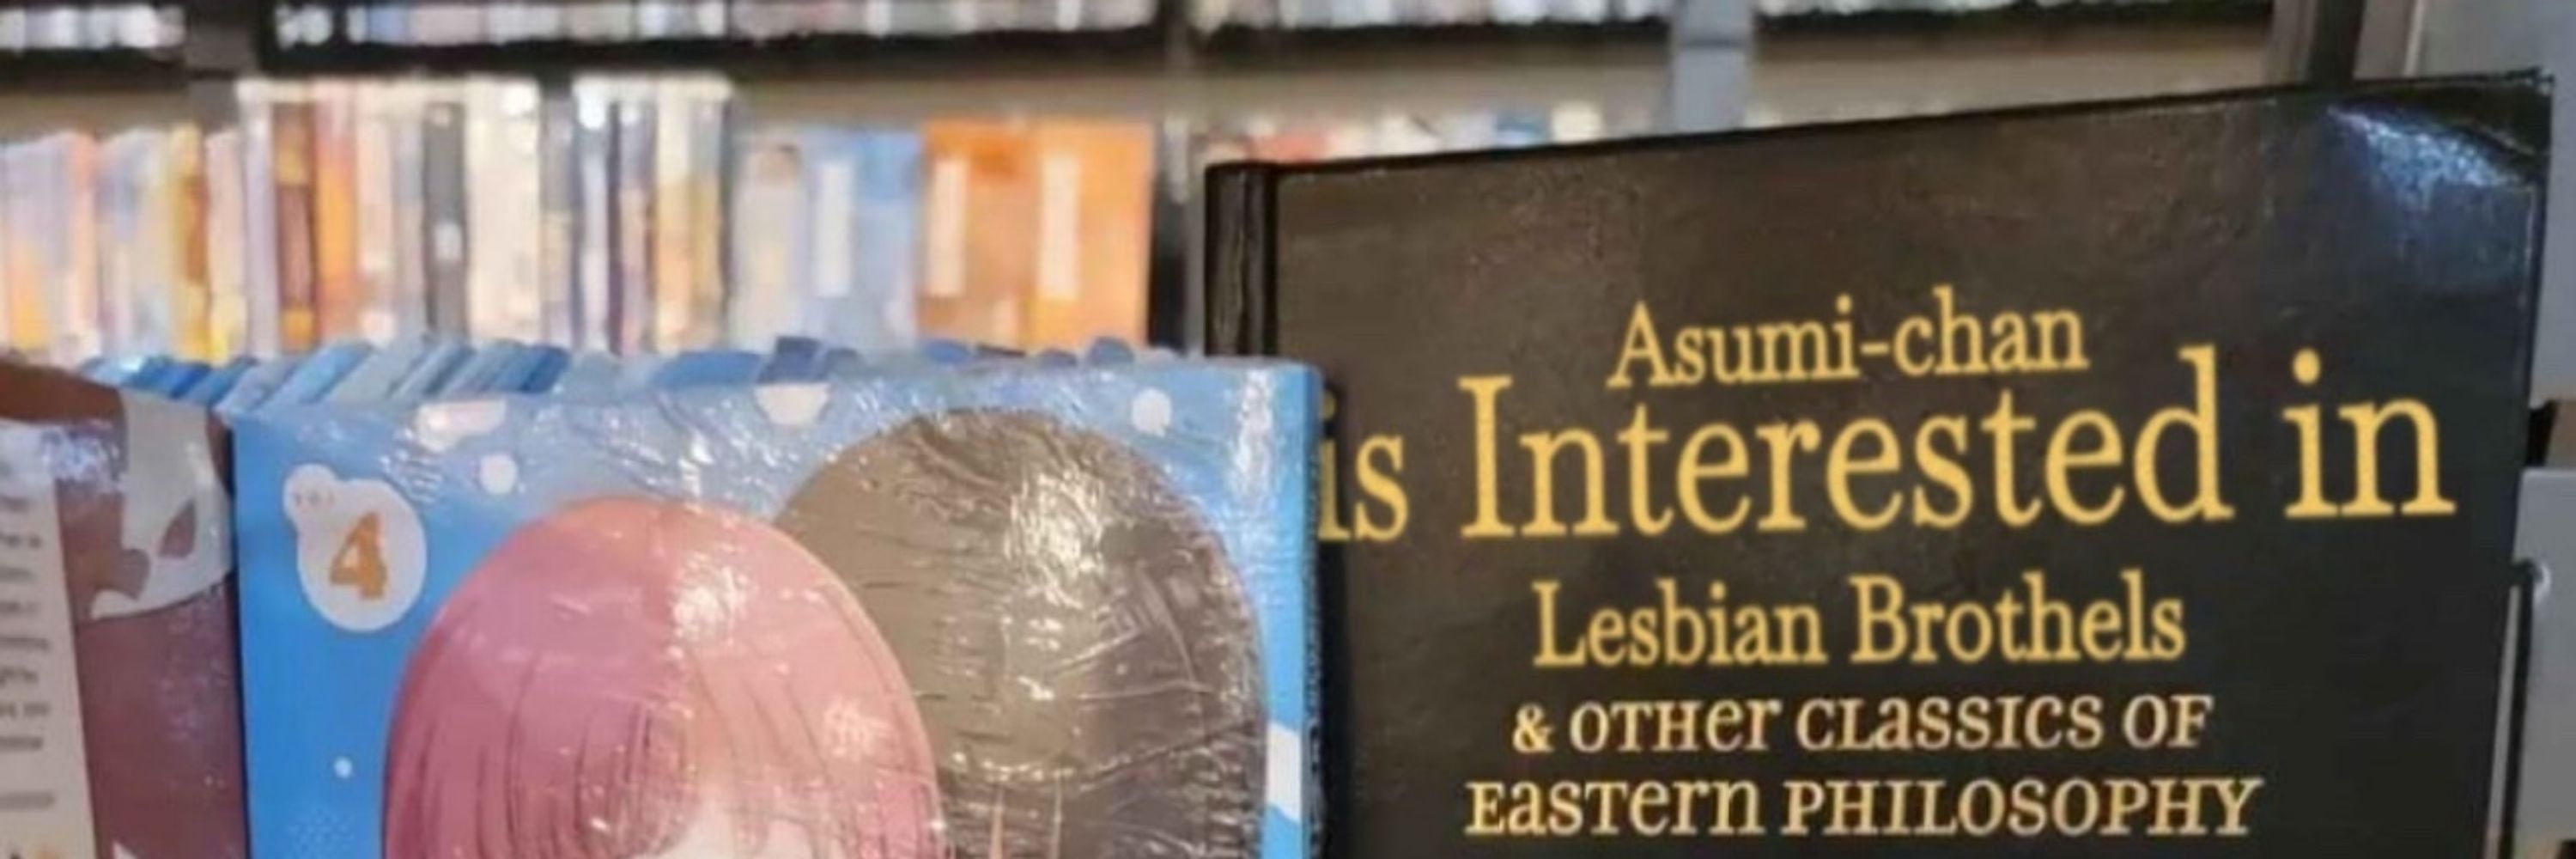 4
Asumi-chan
is Interested in
Lesbian Brothels
& OTHer CLassICS OF
EasTern PHILOSOPHY